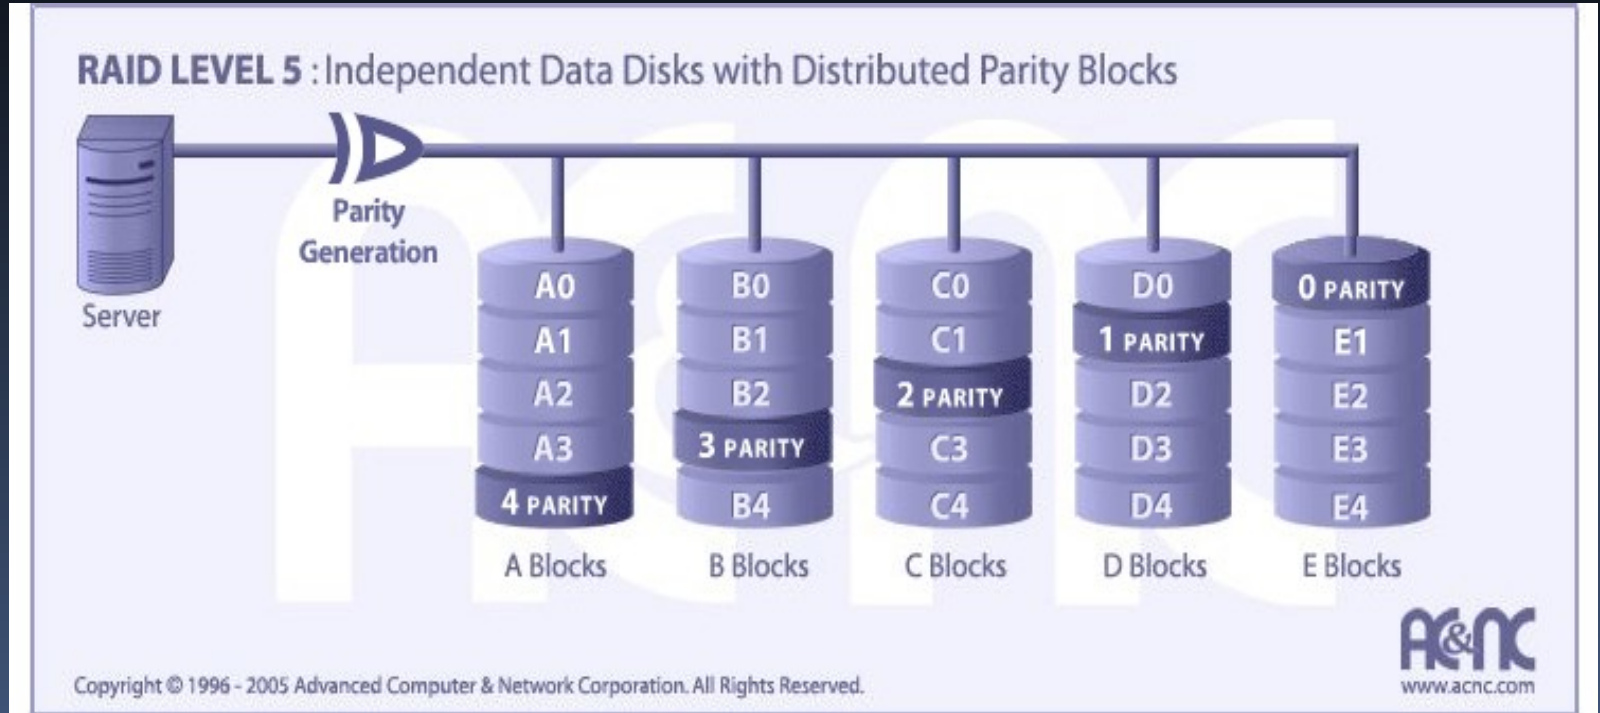 RAID LEVEL 5 : Independent Data Disks with Distributed Parity Blocks
Parity
Generation
Server
A0 B0 C0 D0 0 PARITY
A1 B1 C1 1 PARITY E1
A2 B2 2 PARITY D2 E2
A3 3 PARITY C3 D3 E3
4 PARITY B4 C4 D4 E4
A Blocks B Blocks C Blocks D Blocks E Blocks
AC&NC
www.acnc.com
Copyright © 1996 - 2005 Advanced Computer & Network Corporation. All Rights Reserved.